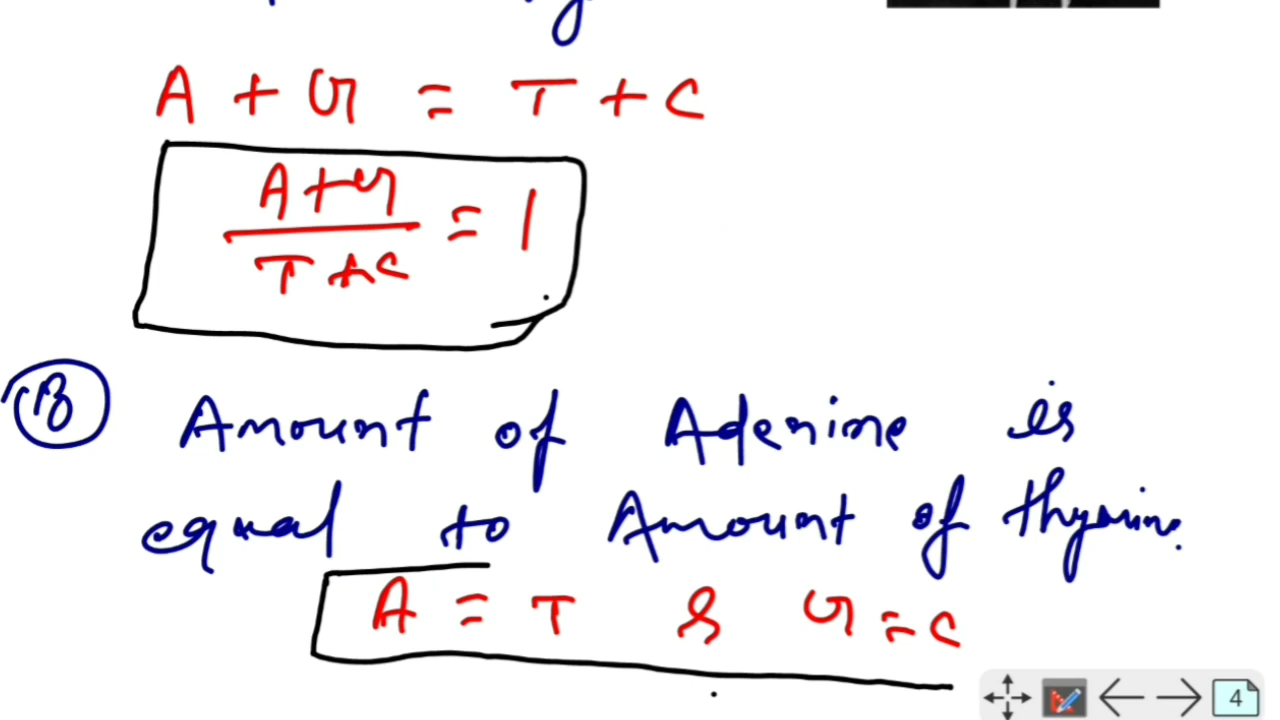 A + G = T + C
A+G
T+C
= 1
B Amount of Adenine is
equal to Amount of thymine.
A = T & G = C
4